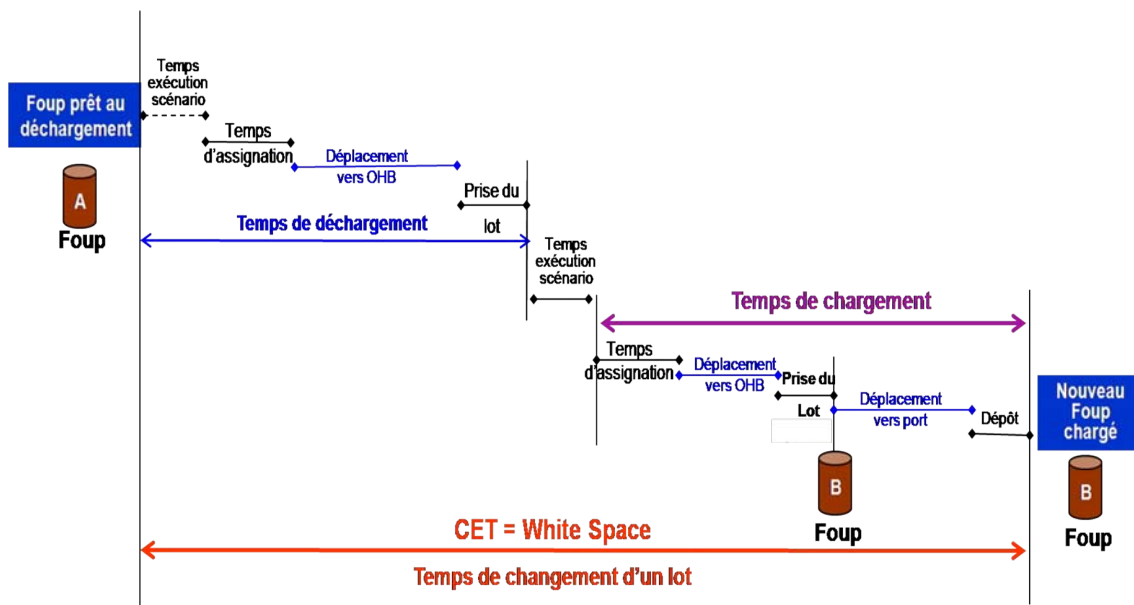 Temps
exécution
scénario
Foup prêt au
déchargement
Temps
d'assignation
Déplacement
vers OHB
A
Foup
Prise du
lot
Temps de déchargement
Temps
exécution
scénario
Temps de chargement
Temps
d'assignation
Déplacement
vers OHB
Prise du
Lot
Déplacement
vers port
Dépôt
Nouveau
Foup
chargé
B
Foup
B
Foup
CET = White Space
Temps de changement d'un lot